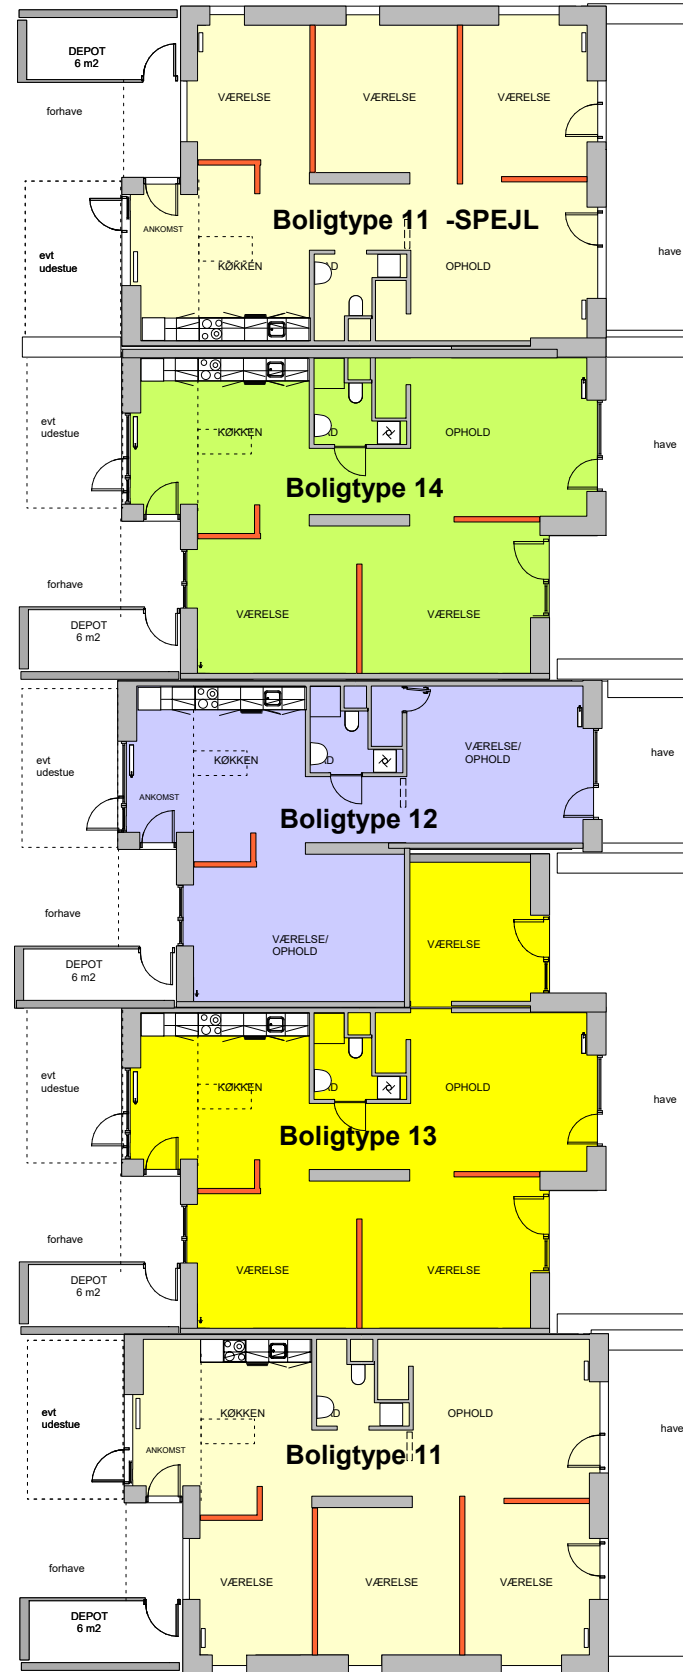 DEPOT
6 m2
forhave
VÆRELSE
VÆRELSE
VÆRELSE
ANKOMST
Boligtype 11 -SPEJL
evt
udestue
KØKKEN
OPHOLD
have
evt
udestue
KØKKEN
OPHOLD
have
Boligtype 14
forhave
VÆRELSE
VÆRELSE
DEPOT
6 m2
evt
udestue
KØKKEN
VÆRELSE/
OPHOLD
have
ANKOMST
Boligtype 12
forhave
VÆRELSE/
OPHOLD
VÆRELSE
DEPOT
6 m2
evt
udestue
KØKKEN
OPHOLD
have
Boligtype 13
forhave
VÆRELSE
VÆRELSE
DEPOT
6 m2
evt
udestue
KØKKEN
OPHOLD
have
ANKOMST
Boligtype 11
forhave
VÆRELSE
VÆRELSE
VÆRELSE
DEPOT
6 m2